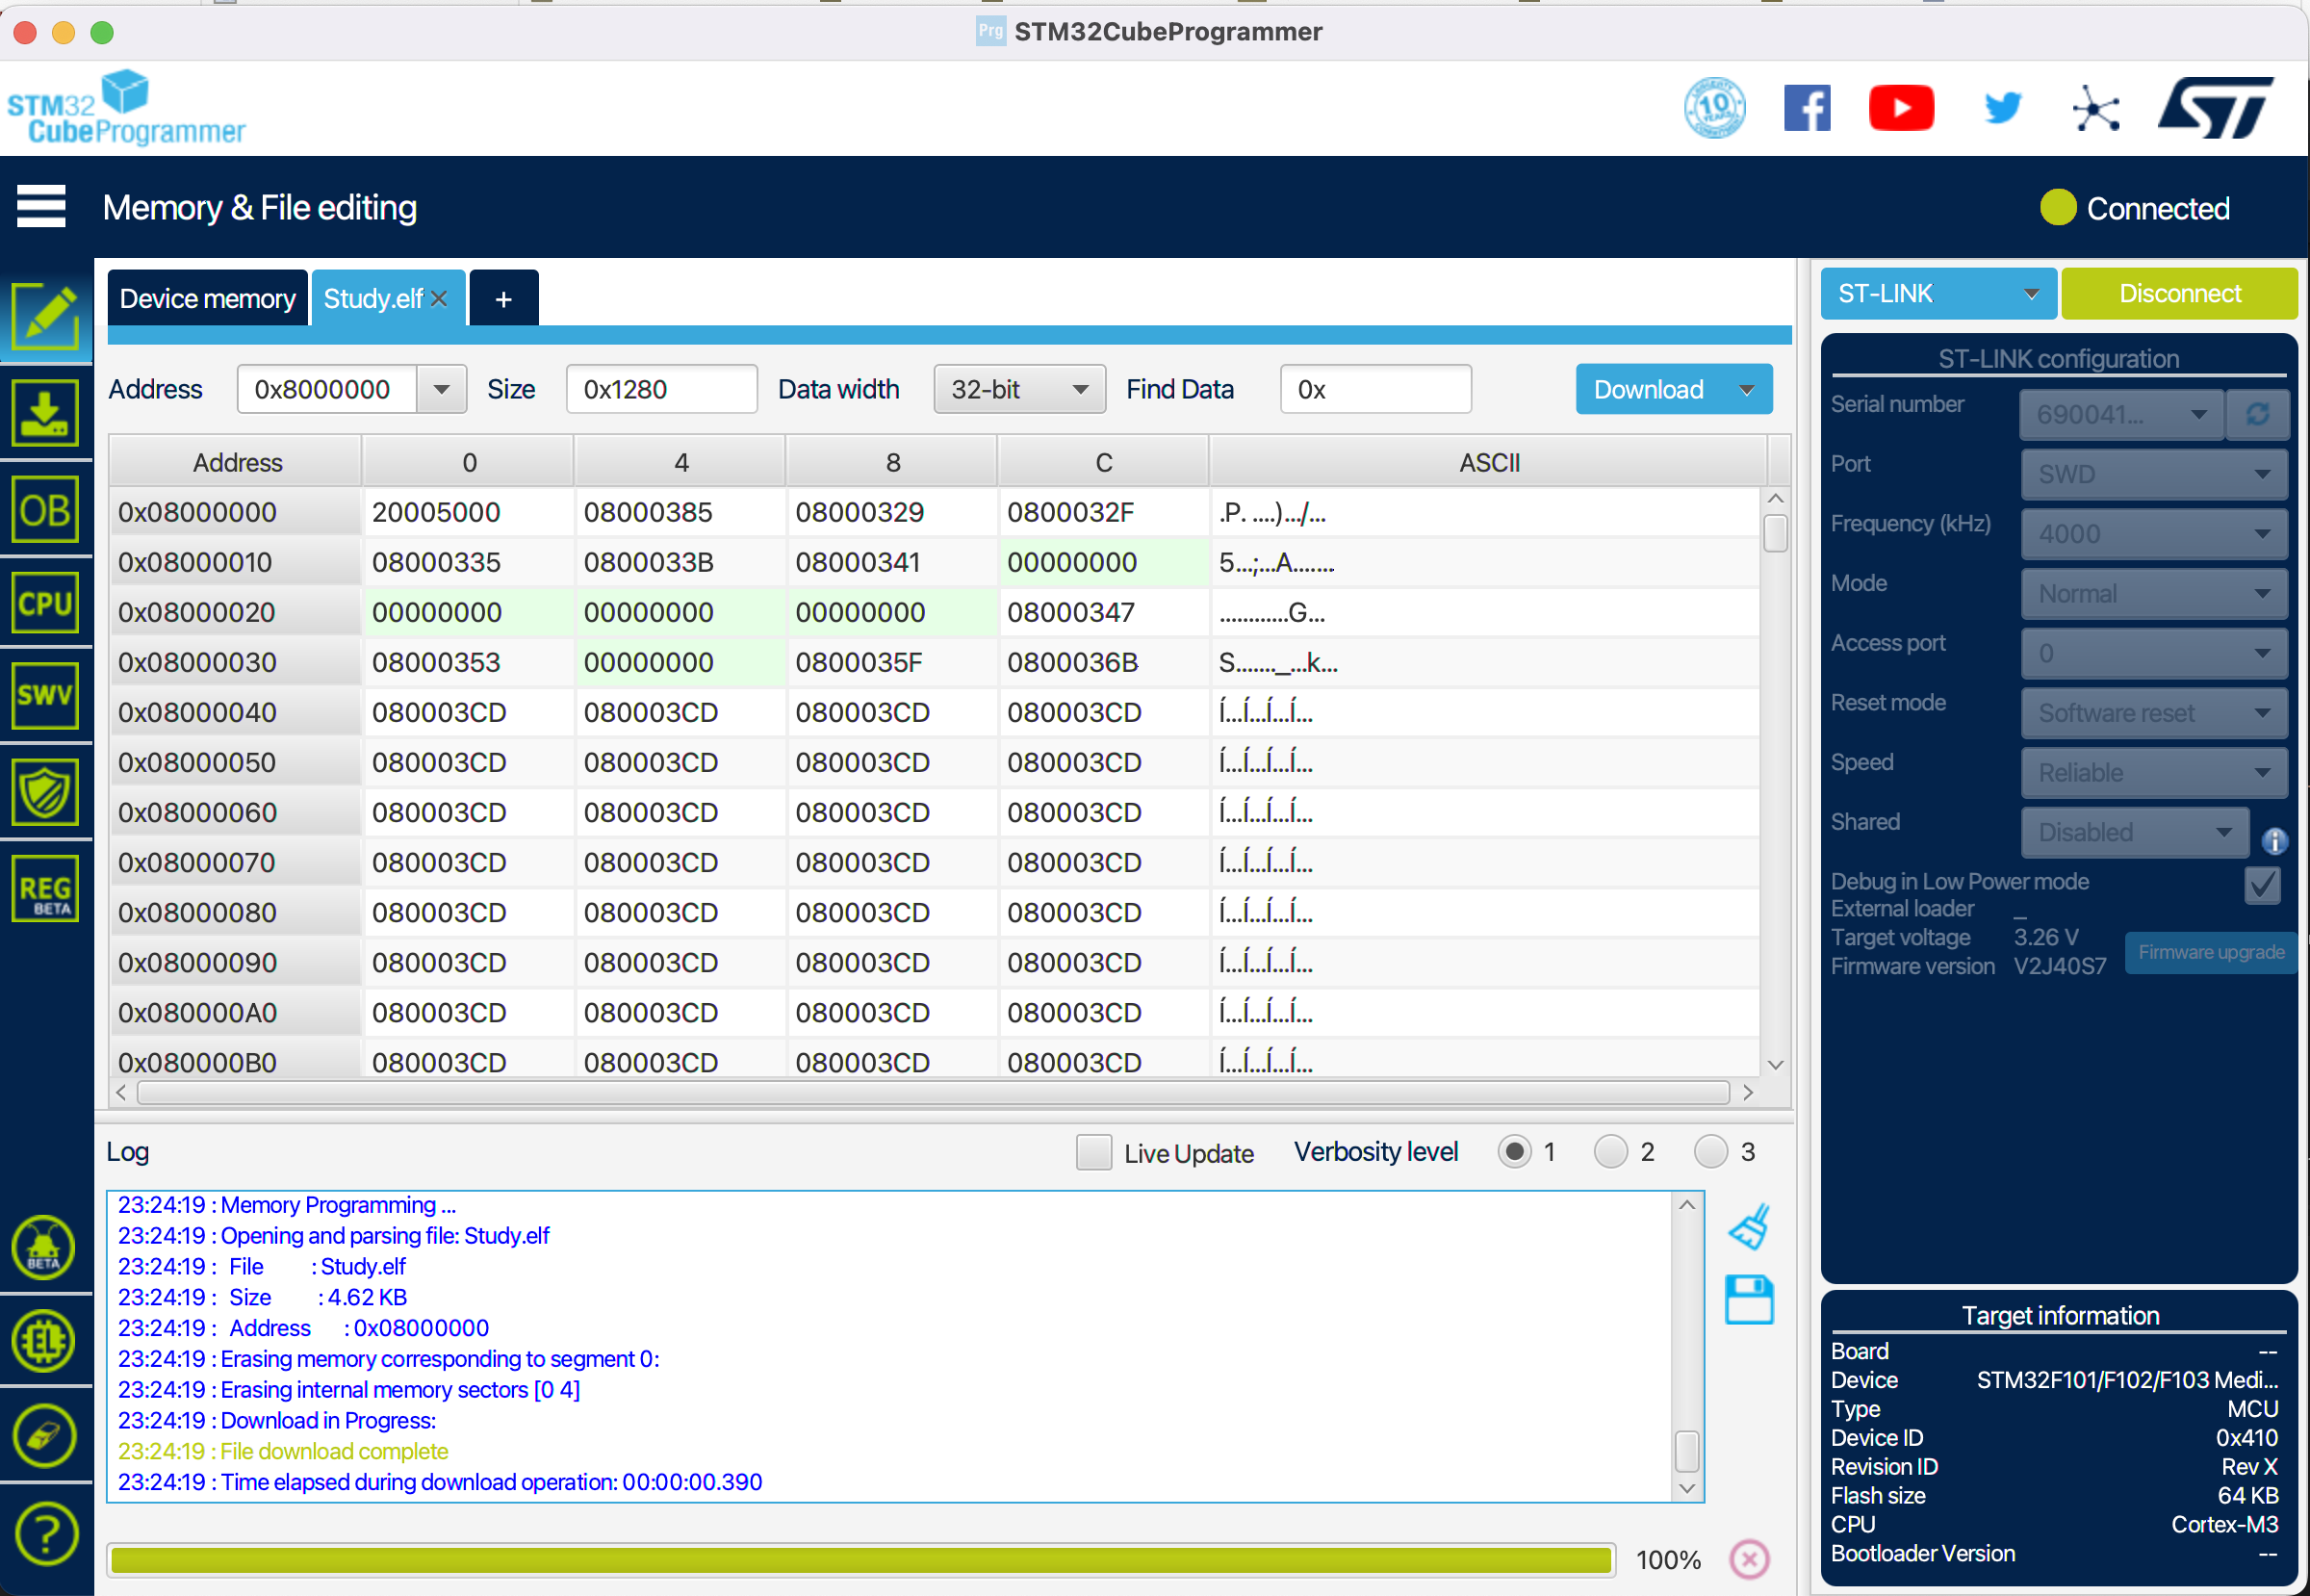 Prg STM32CubeProgrammer
STM32
CubeProgrammer
10 YEARS
ST
Memory & File editing
Connected
Device memory Study.elf +
ST-LINK Disconnect
Address 0x8000000 Size 0x1280 Data width 32-bit Find Data 0x Download
Address 0 4 8 C ASCII
0x08000000 20005000 08000385 08000329 0800032F .P. ....).../...
0x08000010 08000335 0800033B 08000341 00000000 5...;...A.......
0x08000020 00000000 00000000 00000000 08000347 ............G...
0x08000030 08000353 00000000 0800035F 0800036B S......._...k...
0x08000040 080003CD 080003CD 080003CD 080003CD Í...Í...Í...Í...
0x08000050 080003CD 080003CD 080003CD 080003CD Í...Í...Í...Í...
0x08000060 080003CD 080003CD 080003CD 080003CD Í...Í...Í...Í...
0x08000070 080003CD 080003CD 080003CD 080003CD Í...Í...Í...Í...
0x08000080 080003CD 080003CD 080003CD 080003CD Í...Í...Í...Í...
0x08000090 080003CD 080003CD 080003CD 080003CD Í...Í...Í...Í...
0x080000A0 080003CD 080003CD 080003CD 080003CD Í...Í...Í...Í...
0x080000B0 080003CD 080003CD 080003CD 080003CD Í...Í...Í...Í...
OB
CPU
SWV
REG
BETA
BETA
EL
?
Log Live Update Verbosity level 1 2 3
23:24:19 : Memory Programming ...
23:24:19 : Opening and parsing file: Study.elf
23:24:19 : File : Study.elf
23:24:19 : Size : 4.62 KB
23:24:19 : Address : 0x08000000
23:24:19 : Erasing memory corresponding to segment 0:
23:24:19 : Erasing internal memory sectors [0 4]
23:24:19 : Download in Progress:
23:24:19 : File download complete
23:24:19 : Time elapsed during download operation: 00:00:00.390
100%
ST-LINK configuration
Serial number 690041...
Port SWD
Frequency (kHz) 4000
Mode Normal
Access port 0
Reset mode Software reset
Speed Reliable
Shared Disabled
Debug in Low Power mode
External loader _
Target voltage 3.26 V
Firmware version V2J40S7 Firmware upgrade
Target information
Board --
Device STM32F101/F102/F103 Medi...
Type MCU
Device ID 0x410
Revision ID Rev X
Flash size 64 KB
CPU Cortex-M3
Bootloader Version --